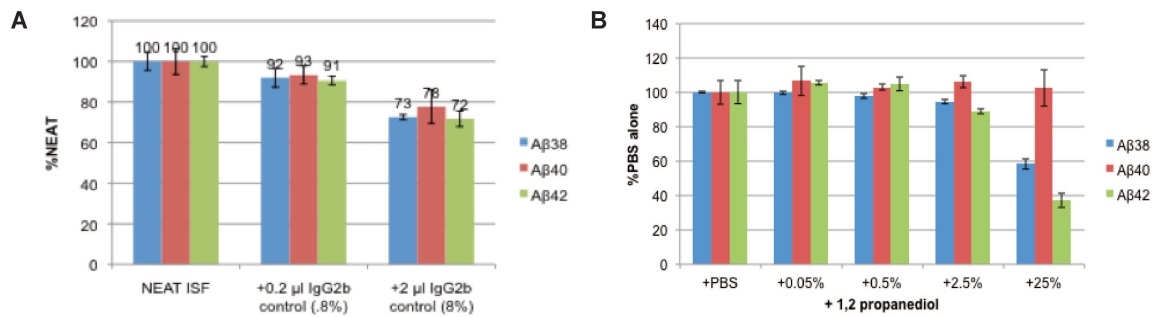 A
120
100
80
60
40
20
0
%NEAT
100 100 100
92 93 91
73 78 72
NEAT ISF
+0.2 µl IgG2b
control (.8%)
+2 µl IgG2b
control (8%)
Aβ38
Aβ40
Aβ42
B
140
120
100
80
60
40
20
0
%PBS alone
+PBS
+0.05%
+0.5%
+2.5%
+25%
+ 1,2 propanediol
Aβ38
Aβ40
Aβ42